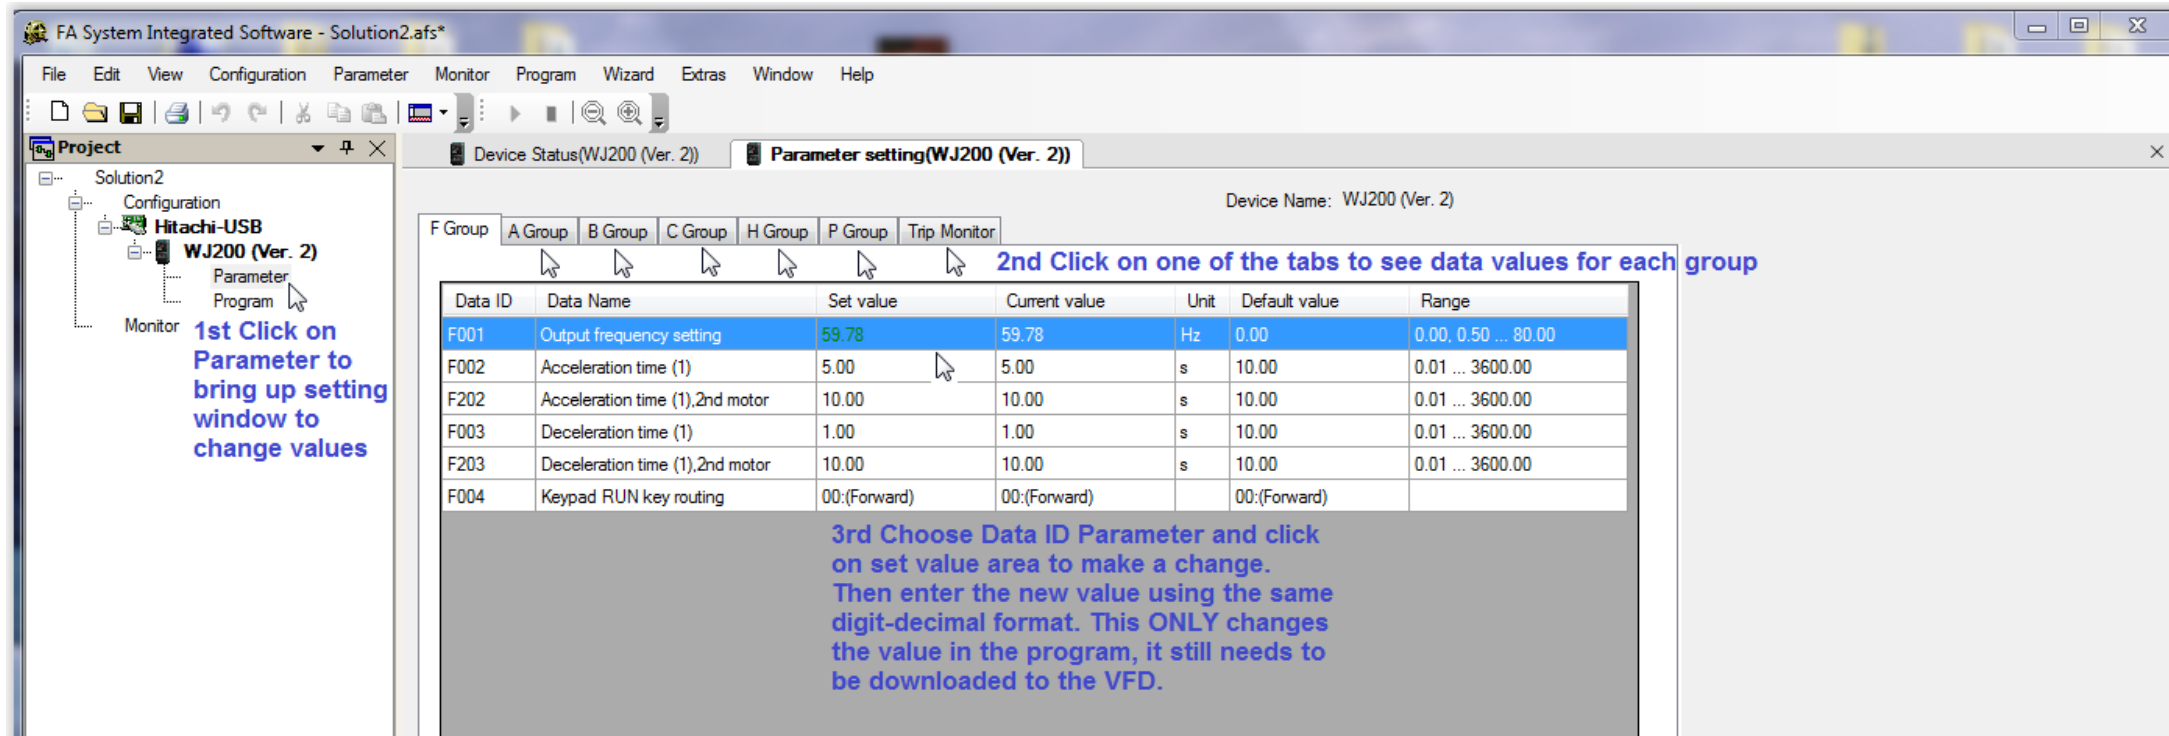 FA System Integrated Software - Solution2.afs*
File Edit View Configuration Parameter Monitor Program Wizard Extras Window Help
Project
Solution2
Configuration
Hitachi-USB
WJ200 (Ver. 2)
Parameter
Program
Monitor
1st Click on
Parameter to
bring up setting
window to
change values
Device Status(WJ200 (Ver. 2)) Parameter setting(WJ200 (Ver. 2))
Device Name: WJ200 (Ver. 2)
F Group A Group B Group C Group H Group P Group Trip Monitor
2nd Click on one of the tabs to see data values for each group
Data ID Data Name Set value Current value Unit Default value Range
F001 Output frequency setting 59.78 59.78 Hz 0.00 0.00, 0.50 ... 80.00
F002 Acceleration time (1) 5.00 5.00 s 10.00 0.01 ... 3600.00
F202 Acceleration time (1),2nd motor 10.00 10.00 s 10.00 0.01 ... 3600.00
F003 Deceleration time (1) 1.00 1.00 s 10.00 0.01 ... 3600.00
F203 Deceleration time (1),2nd motor 10.00 10.00 s 10.00 0.01 ... 3600.00
F004 Keypad RUN key routing 00:(Forward) 00:(Forward) 00:(Forward)
3rd Choose Data ID Parameter and click
on set value area to make a change.
Then enter the new value using the same
digit-decimal format. This ONLY changes
the value in the program, it still needs to
be downloaded to the VFD.